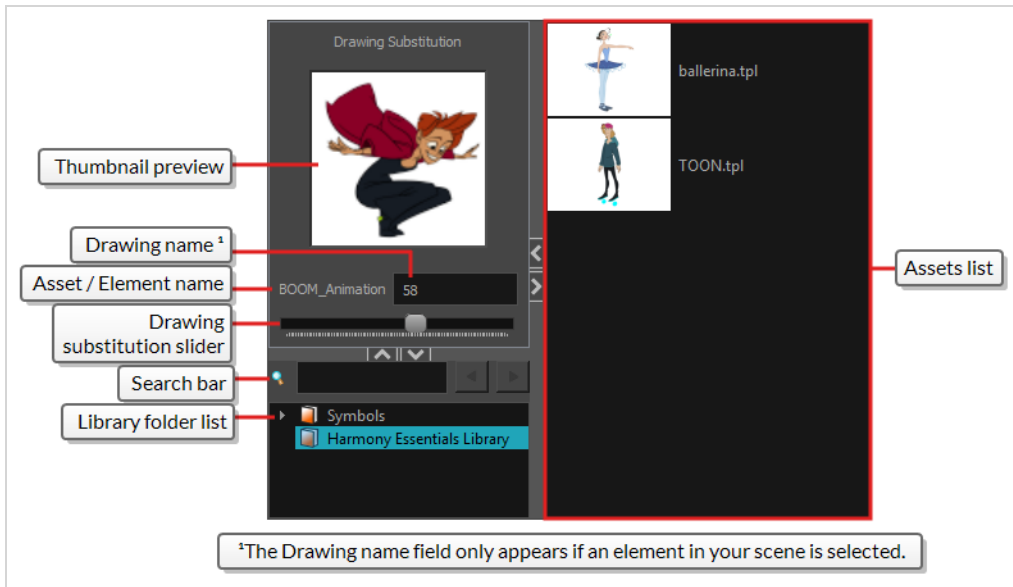 Drawing Substitution
ballerina.tpl
TOON.tpl
Thumbnail preview
Drawing name ¹
Asset / Element name
BOOM_Animation 58
Assets list
Drawing
substitution slider
Search bar
Library folder list
Symbols
Harmony Essentials Library
¹The Drawing name field only appears if an element in your scene is selected.